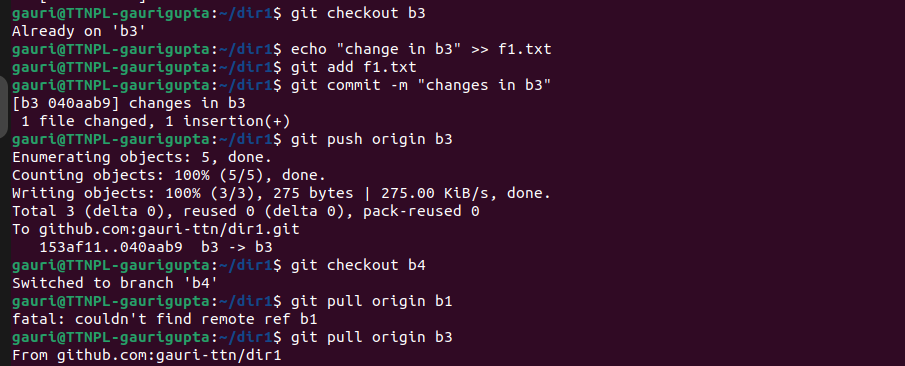 gauri@TTNPL-gaurigupta:~/dir1$ git checkout b3
Already on 'b3'
gauri@TTNPL-gaurigupta:~/dir1$ echo "change in b3" >> f1.txt
gauri@TTNPL-gaurigupta:~/dir1$ git add f1.txt
gauri@TTNPL-gaurigupta:~/dir1$ git commit -m "changes in b3"
[b3 040aab9] changes in b3
 1 file changed, 1 insertion(+)
gauri@TTNPL-gaurigupta:~/dir1$ git push origin b3
Enumerating objects: 5, done.
Counting objects: 100% (5/5), done.
Writing objects: 100% (3/3), 275 bytes | 275.00 KiB/s, done.
Total 3 (delta 0), reused 0 (delta 0), pack-reused 0
To github.com:gauri-ttn/dir1.git
   153af11..040aab9  b3 -> b3
gauri@TTNPL-gaurigupta:~/dir1$ git checkout b4
Switched to branch 'b4'
gauri@TTNPL-gaurigupta:~/dir1$ git pull origin b1
fatal: couldn't find remote ref b1
gauri@TTNPL-gaurigupta:~/dir1$ git pull origin b3
From github.com:gauri-ttn/dir1